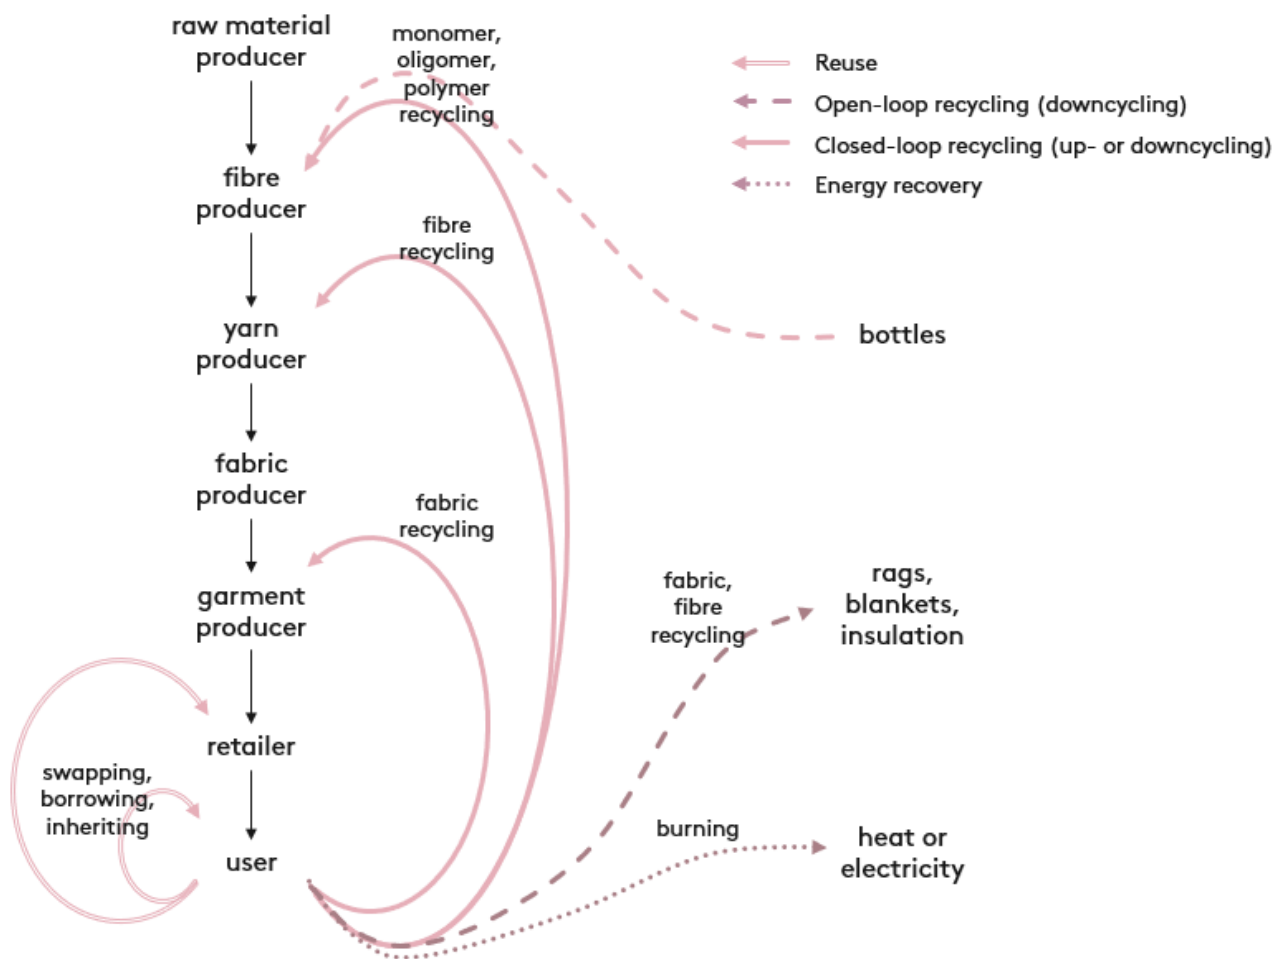 raw material
producer
monomer,
oligomer,
polymer
recycling
Reuse
Open-loop recycling (downcycling)
Closed-loop recycling (up- or downcycling)
Energy recovery
fibre
producer
fibre
recycling
yarn
producer
bottles
fabric
producer
fabric
recycling
garment
producer
fabric,
fibre
recycling
rags,
blankets,
insulation
retailer
swapping,
borrowing,
inheriting
user
burning
heat or
electricity